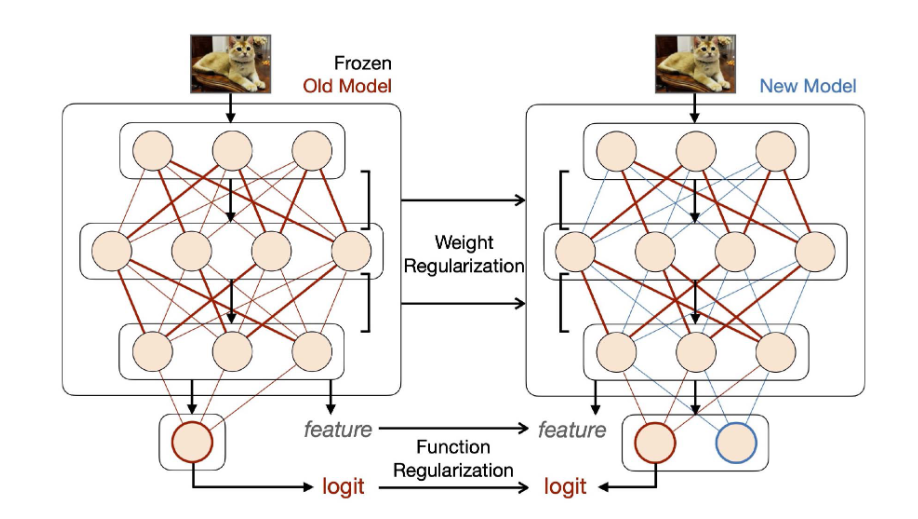 Frozen
Old Model
New Model
Weight
Regularization
feature
feature
Function
Regularization
logit
logit